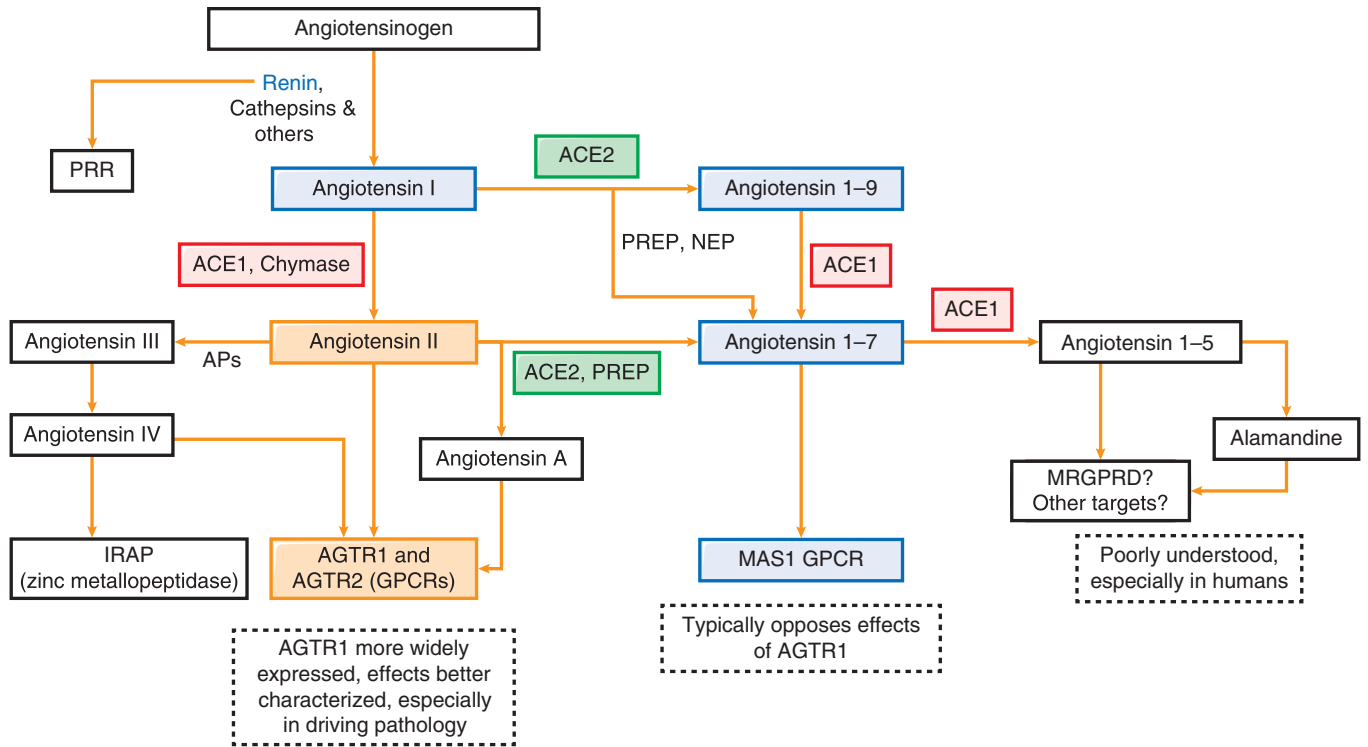 Angiotensinogen
Renin,
Cathepsins &
others
PRR
ACE2
Angiotensin I
Angiotensin 1–9
PREP, NEP
ACE1, Chymase
ACE1
ACE1
Angiotensin III
APs
Angiotensin II
ACE2, PREP
Angiotensin 1–7
Angiotensin 1–5
Angiotensin IV
Angiotensin A
Alamandine
MRGPRD?
Other targets?
IRAP
(zinc metallopeptidase)
AGTR1 and
AGTR2 (GPCRs)
MAS1 GPCR
Poorly understood,
especially in humans
Typically opposes effects
of AGTR1
AGTR1 more widely
expressed, effects better
characterized, especially
in driving pathology